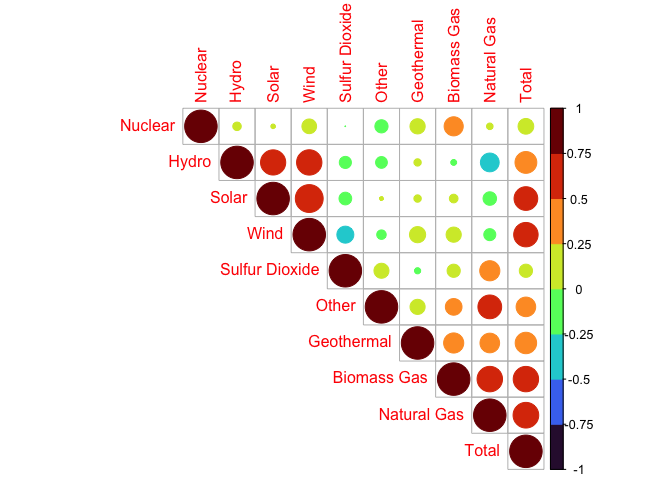 Nuclear
Hydro
Solar
Wind
Sulfur Dioxide
Other
Geothermal
Biomass Gas
Natural Gas
Total
Nuclear
Hydro
Solar
Wind
Sulfur Dioxide
Other
Geothermal
Biomass Gas
Natural Gas
Total
1
0.75
0.5
0.25
0
-0.25
-0.5
-0.75
-1